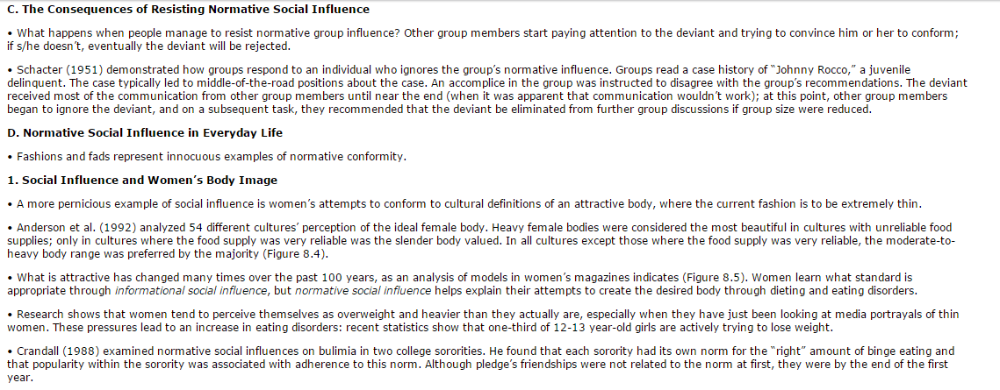 C. The Consequences of Resisting Normative Social Influence
• What happens when people manage to resist normative group influence? Other group members start paying attention to the deviant and trying to convince him or her to conform;
if s/he doesn’t, eventually the deviant will be rejected.
• Schacter (1951) demonstrated how groups respond to an individual who ignores the group’s normative influence. Groups read a case history of “Johnny Rocco,” a juvenile
delinquent. The case typically led to middle-of-the-road positions about the case. An accomplice in the group was instructed to disagree with the group’s recommendations. The deviant
received most of the communication from other group members until near the end (when it was apparent that communication wouldn’t work); at this point, other group members
began to ignore the deviant, and on a subsequent task, they recommended that the deviant be eliminated from further group discussions if group size were reduced.
D. Normative Social Influence in Everyday Life
• Fashions and fads represent innocuous examples of normative conformity.
1. Social Influence and Women’s Body Image
• A more pernicious example of social influence is women’s attempts to conform to cultural definitions of an attractive body, where the current fashion is to be extremely thin.
• Anderson et al. (1992) analyzed 54 different cultures’ perception of the ideal female body. Heavy female bodies were considered the most beautiful in cultures with unreliable food
supplies; only in cultures where the food supply was very reliable was the slender body valued. In all cultures except those where the food supply was very reliable, the moderate-to-
heavy body range was preferred by the majority (Figure 8.4).
• What is attractive has changed many times over the past 100 years, as an analysis of models in women’s magazines indicates (Figure 8.5). Women learn what standard is
appropriate through informational social influence, but normative social influence helps explain their attempts to create the desired body through dieting and eating disorders.
• Research shows that women tend to perceive themselves as overweight and heavier than they actually are, especially when they have just been looking at media portrayals of thin
women. These pressures lead to an increase in eating disorders: recent statistics show that one-third of 12-13 year-old girls are actively trying to lose weight.
• Crandall (1988) examined normative social influences on bulimia in two college sororities. He found that each sorority had its own norm for the “right” amount of binge eating and
that popularity within the sorority was associated with adherence to this norm. Although pledge’s friendships were not related to the norm at first, they were by the end of the first
year.